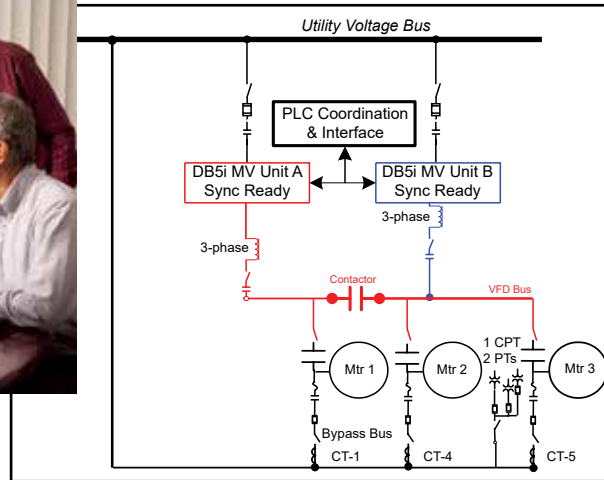 Utility Voltage Bus
PLC Coordination
& Interface
DB5i MV Unit A
Sync Ready
DB5i MV Unit B
Sync Ready
3-phase
3-phase
Contactor
VFD Bus
1 CPT
2 PTs
Mtr 1
Mtr 2
Mtr 3
Bypass Bus
CT-1
CT-4
CT-5